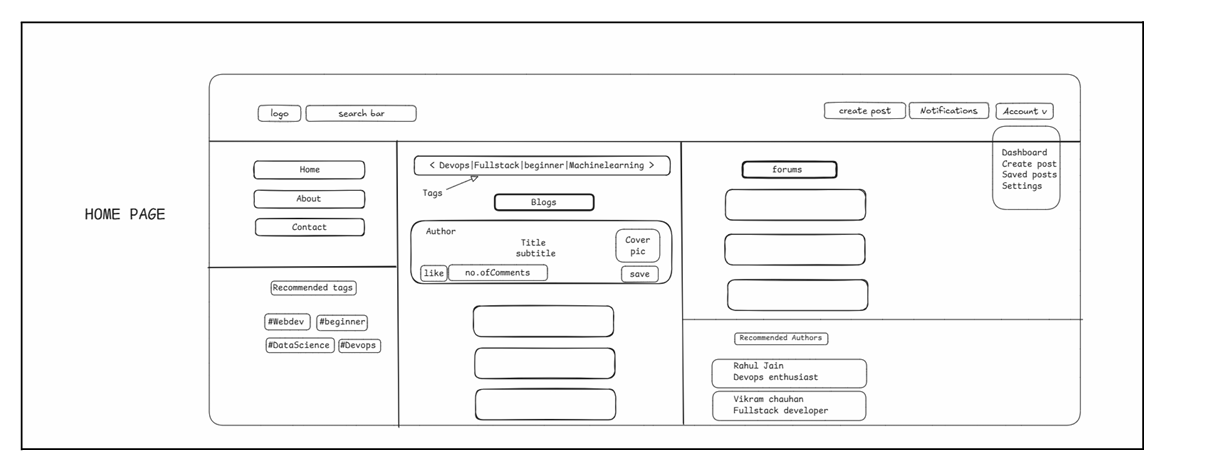 HOME PAGE
logo
search bar
create post
Notifications
Account v
Dashboard
Create post
Saved posts
Settings
Home
About
Contact
Recommended tags
#Webdev
#beginner
#DataScience
#Devops
< Devops|Fullstack|beginner|Machinelearning >
Tags
Blogs
Author
Title
subtitle
Cover
pic
like
no.ofComments
save
forums
Recommended Authors
Rahul Jain
Devops enthusiast
Vikram chauhan
Fullstack developer